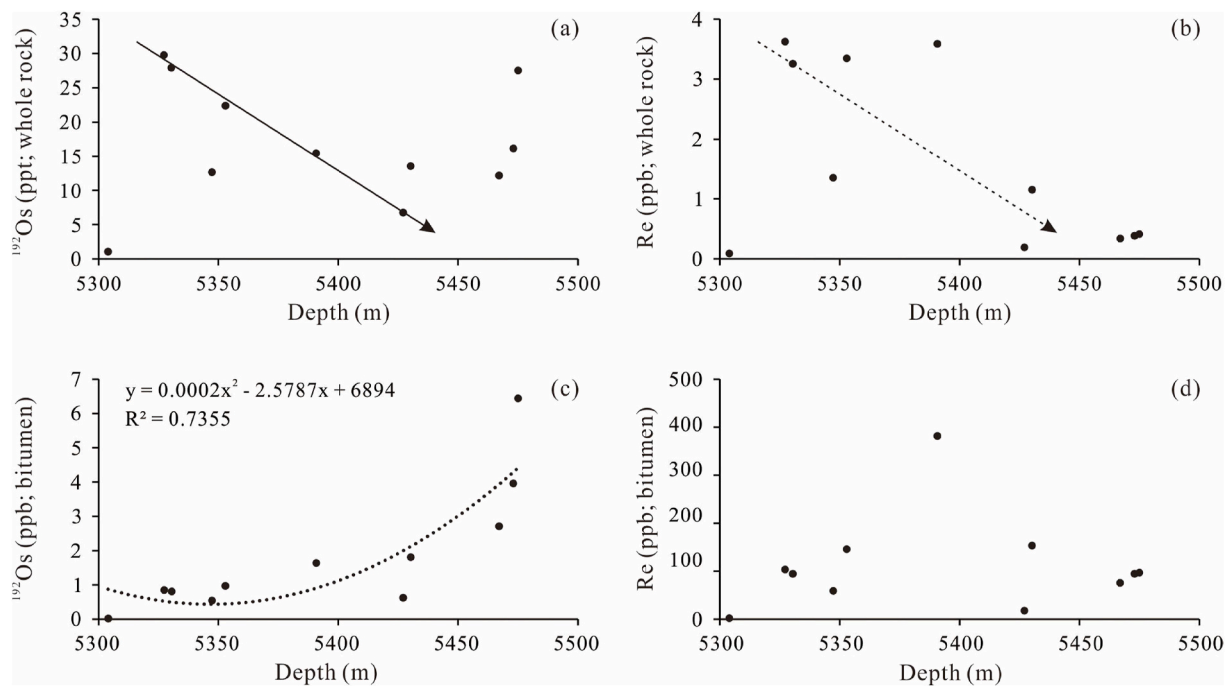 (a)
¹⁹²Os (ppt; whole rock)
35
30
25
20
15
10
5
0
5300 5350 5400 5450 5500
Depth (m)
(b)
Re (ppb; whole rock)
4
3
2
1
0
5300 5350 5400 5450 5500
Depth (m)
(c)
¹⁹²Os (ppb; bitumen)
y = 0.0002x² - 2.5787x + 6894
R² = 0.7355
7
6
5
4
3
2
1
0
5300 5350 5400 5450 5500
Depth (m)
(d)
Re (ppb; bitumen)
500
400
300
200
100
0
5300 5350 5400 5450 5500
Depth (m)